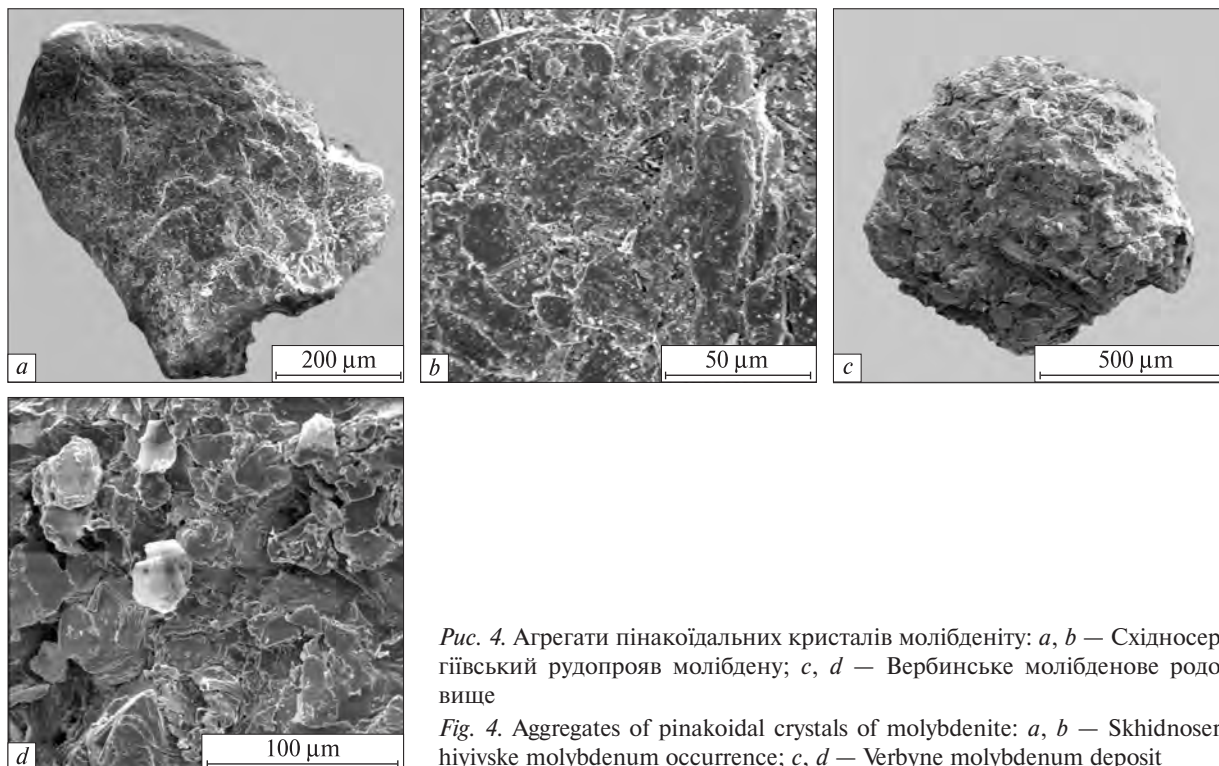 a
200 μm
b
50 μm
c
500 μm
d
100 μm
Рис. 4. Агрегати пінакоїдальних кристалів молібденіту: a, b — Східносер
гіївський рудопрояв молібдену; c, d — Вербинське молібденове родо
вище
Fig. 4. Aggregates of pinakoidal crystals of molybdenite: a, b — Skhidnoser
hiyivske molybdenum occurrence; c, d — Verbyne molybdenum deposit